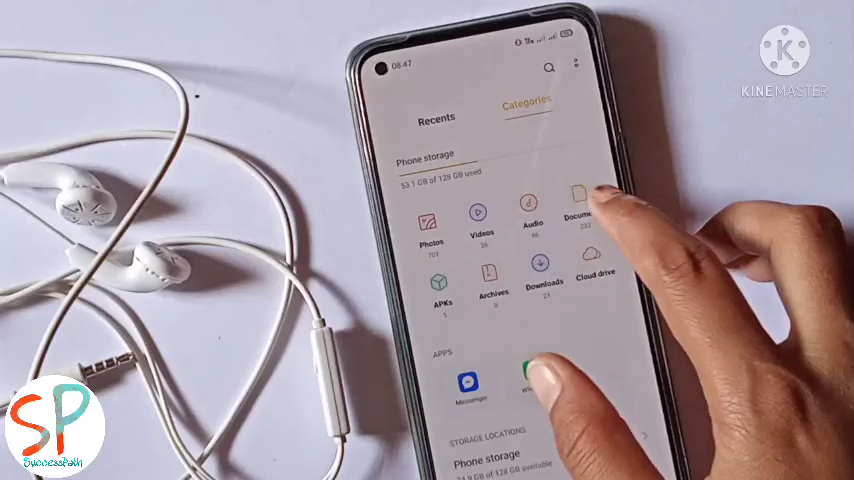 08:47
KINEMASTER
Recents
Categories
Phone storage
53.1 GB of 128 GB used
Photos
Videos
26
Audio
46
Docume
232
APKs
1
Archives
0
Downloads
21
Cloud drive
APPS
Messenger
STORAGE LOCATIONS
Phone storage
GB of 128 GB available
SP
SuccessPath